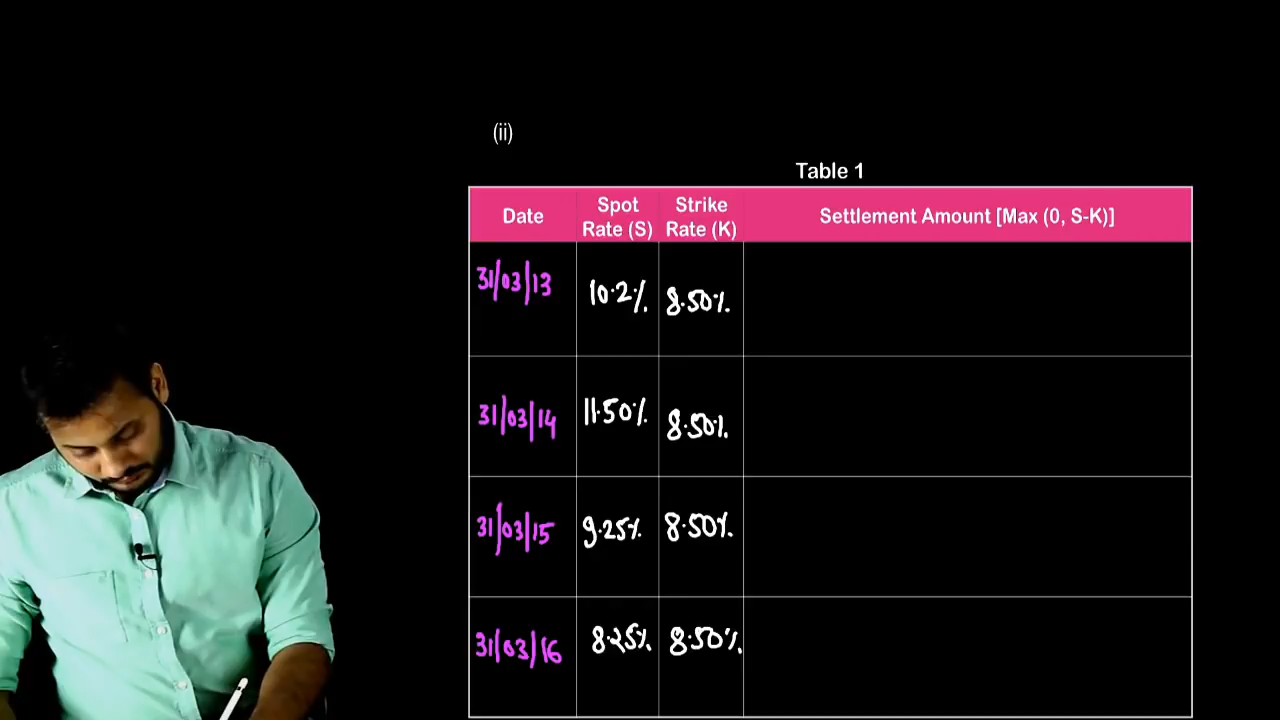 (ii)
Table 1
Date Spot Rate (S) Strike Rate (K) Settlement Amount [Max (0, S-K)]
31/03/13 10.2% 8.50%
31/03/14 11.50% 8.50%
31/03/15 9.25% 8.50%
31/03/16 8.25% 8.50%